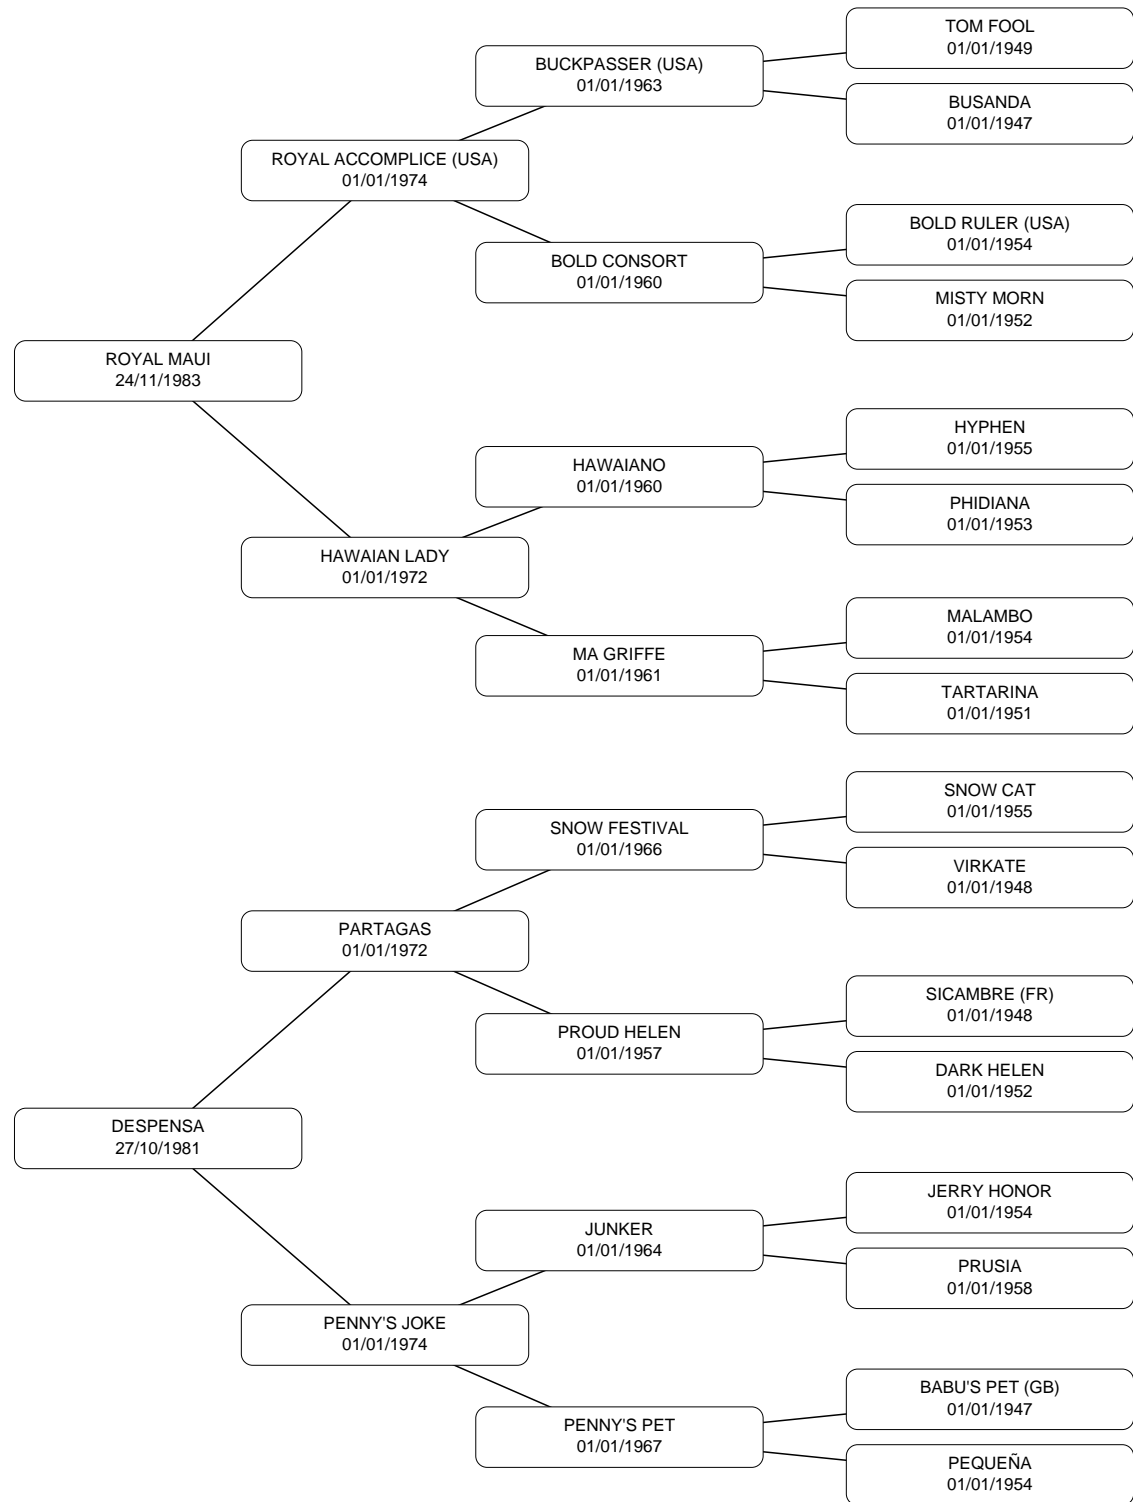 TOM FOOL
01/01/1949
BUCKPASSER (USA)
01/01/1963
BUSANDA
01/01/1947
ROYAL ACCOMPLICE (USA)
01/01/1974
BOLD RULER (USA)
01/01/1954
BOLD CONSORT
01/01/1960
MISTY MORN
01/01/1952
ROYAL MAUI
24/11/1983
HYPHEN
01/01/1955
HAWAIANO
01/01/1960
PHIDIANA
01/01/1953
HAWAIAN LADY
01/01/1972
MALAMBO
01/01/1954
MA GRIFFE
01/01/1961
TARTARINA
01/01/1951
SNOW CAT
01/01/1955
SNOW FESTIVAL
01/01/1966
VIRKATE
01/01/1948
PARTAGAS
01/01/1972
SICAMBRE (FR)
01/01/1948
PROUD HELEN
01/01/1957
DARK HELEN
01/01/1952
DESPENSA
27/10/1981
JERRY HONOR
01/01/1954
JUNKER
01/01/1964
PRUSIA
01/01/1958
PENNY'S JOKE
01/01/1974
BABU'S PET (GB)
01/01/1947
PENNY'S PET
01/01/1967
PEQUEÑA
01/01/1954